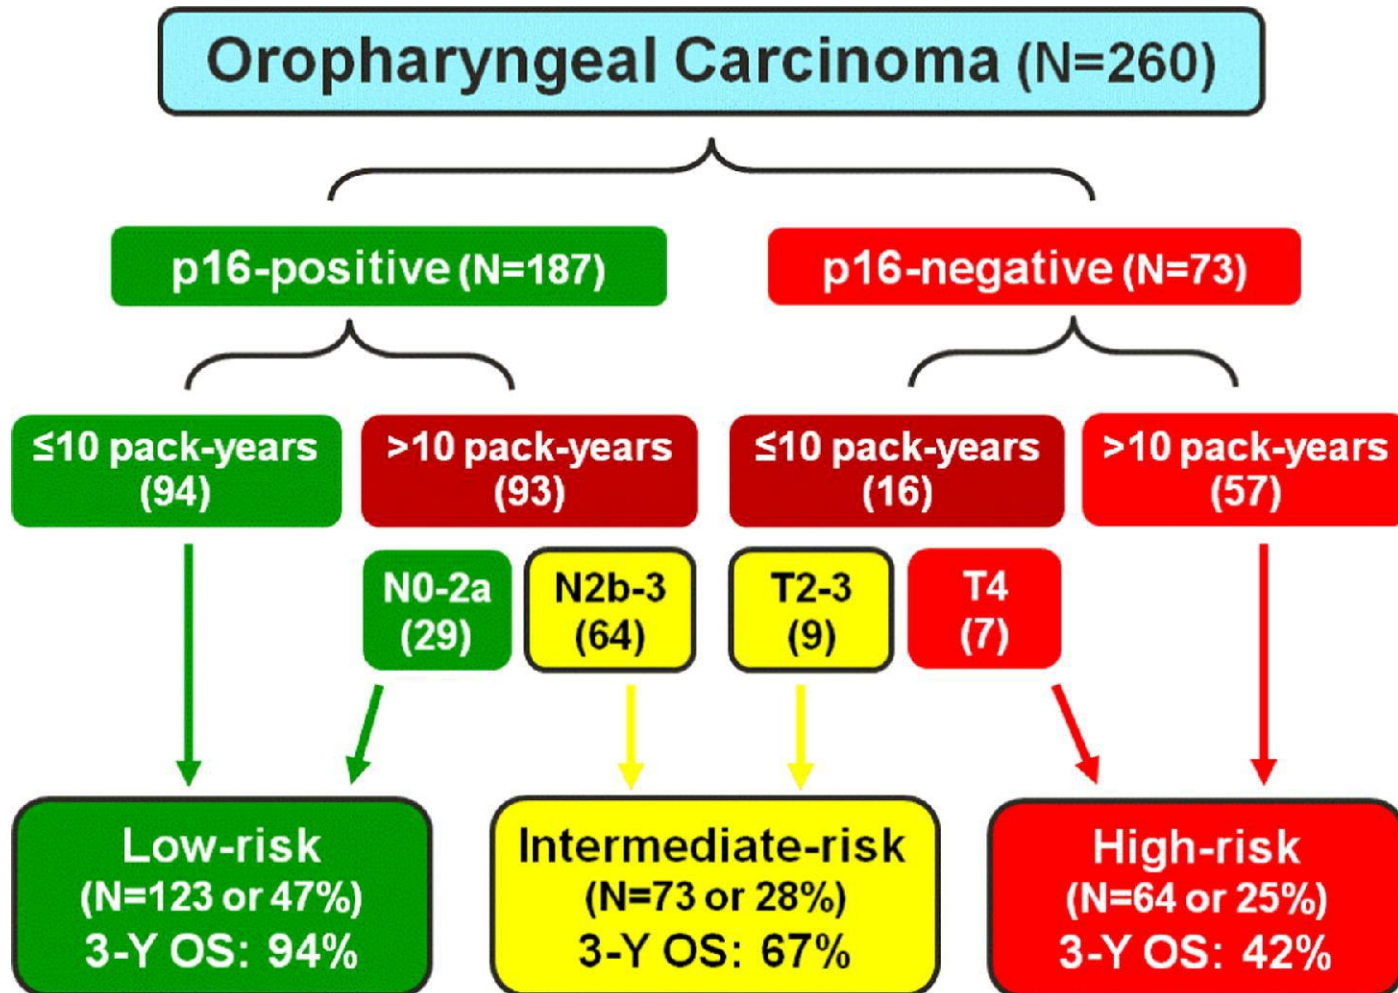 Oropharyngeal Carcinoma (N=260)
p16-positive (N=187)
p16-negative (N=73)
≤10 pack-years
(94)
>10 pack-years
(93)
≤10 pack-years
(16)
>10 pack-years
(57)
N0-2a
(29)
N2b-3
(64)
T2-3
(9)
T4
(7)
Low-risk
(N=123 or 47%)
3-Y OS: 94%
Intermediate-risk
(N=73 or 28%)
3-Y OS: 67%
High-risk
(N=64 or 25%)
3-Y OS: 42%